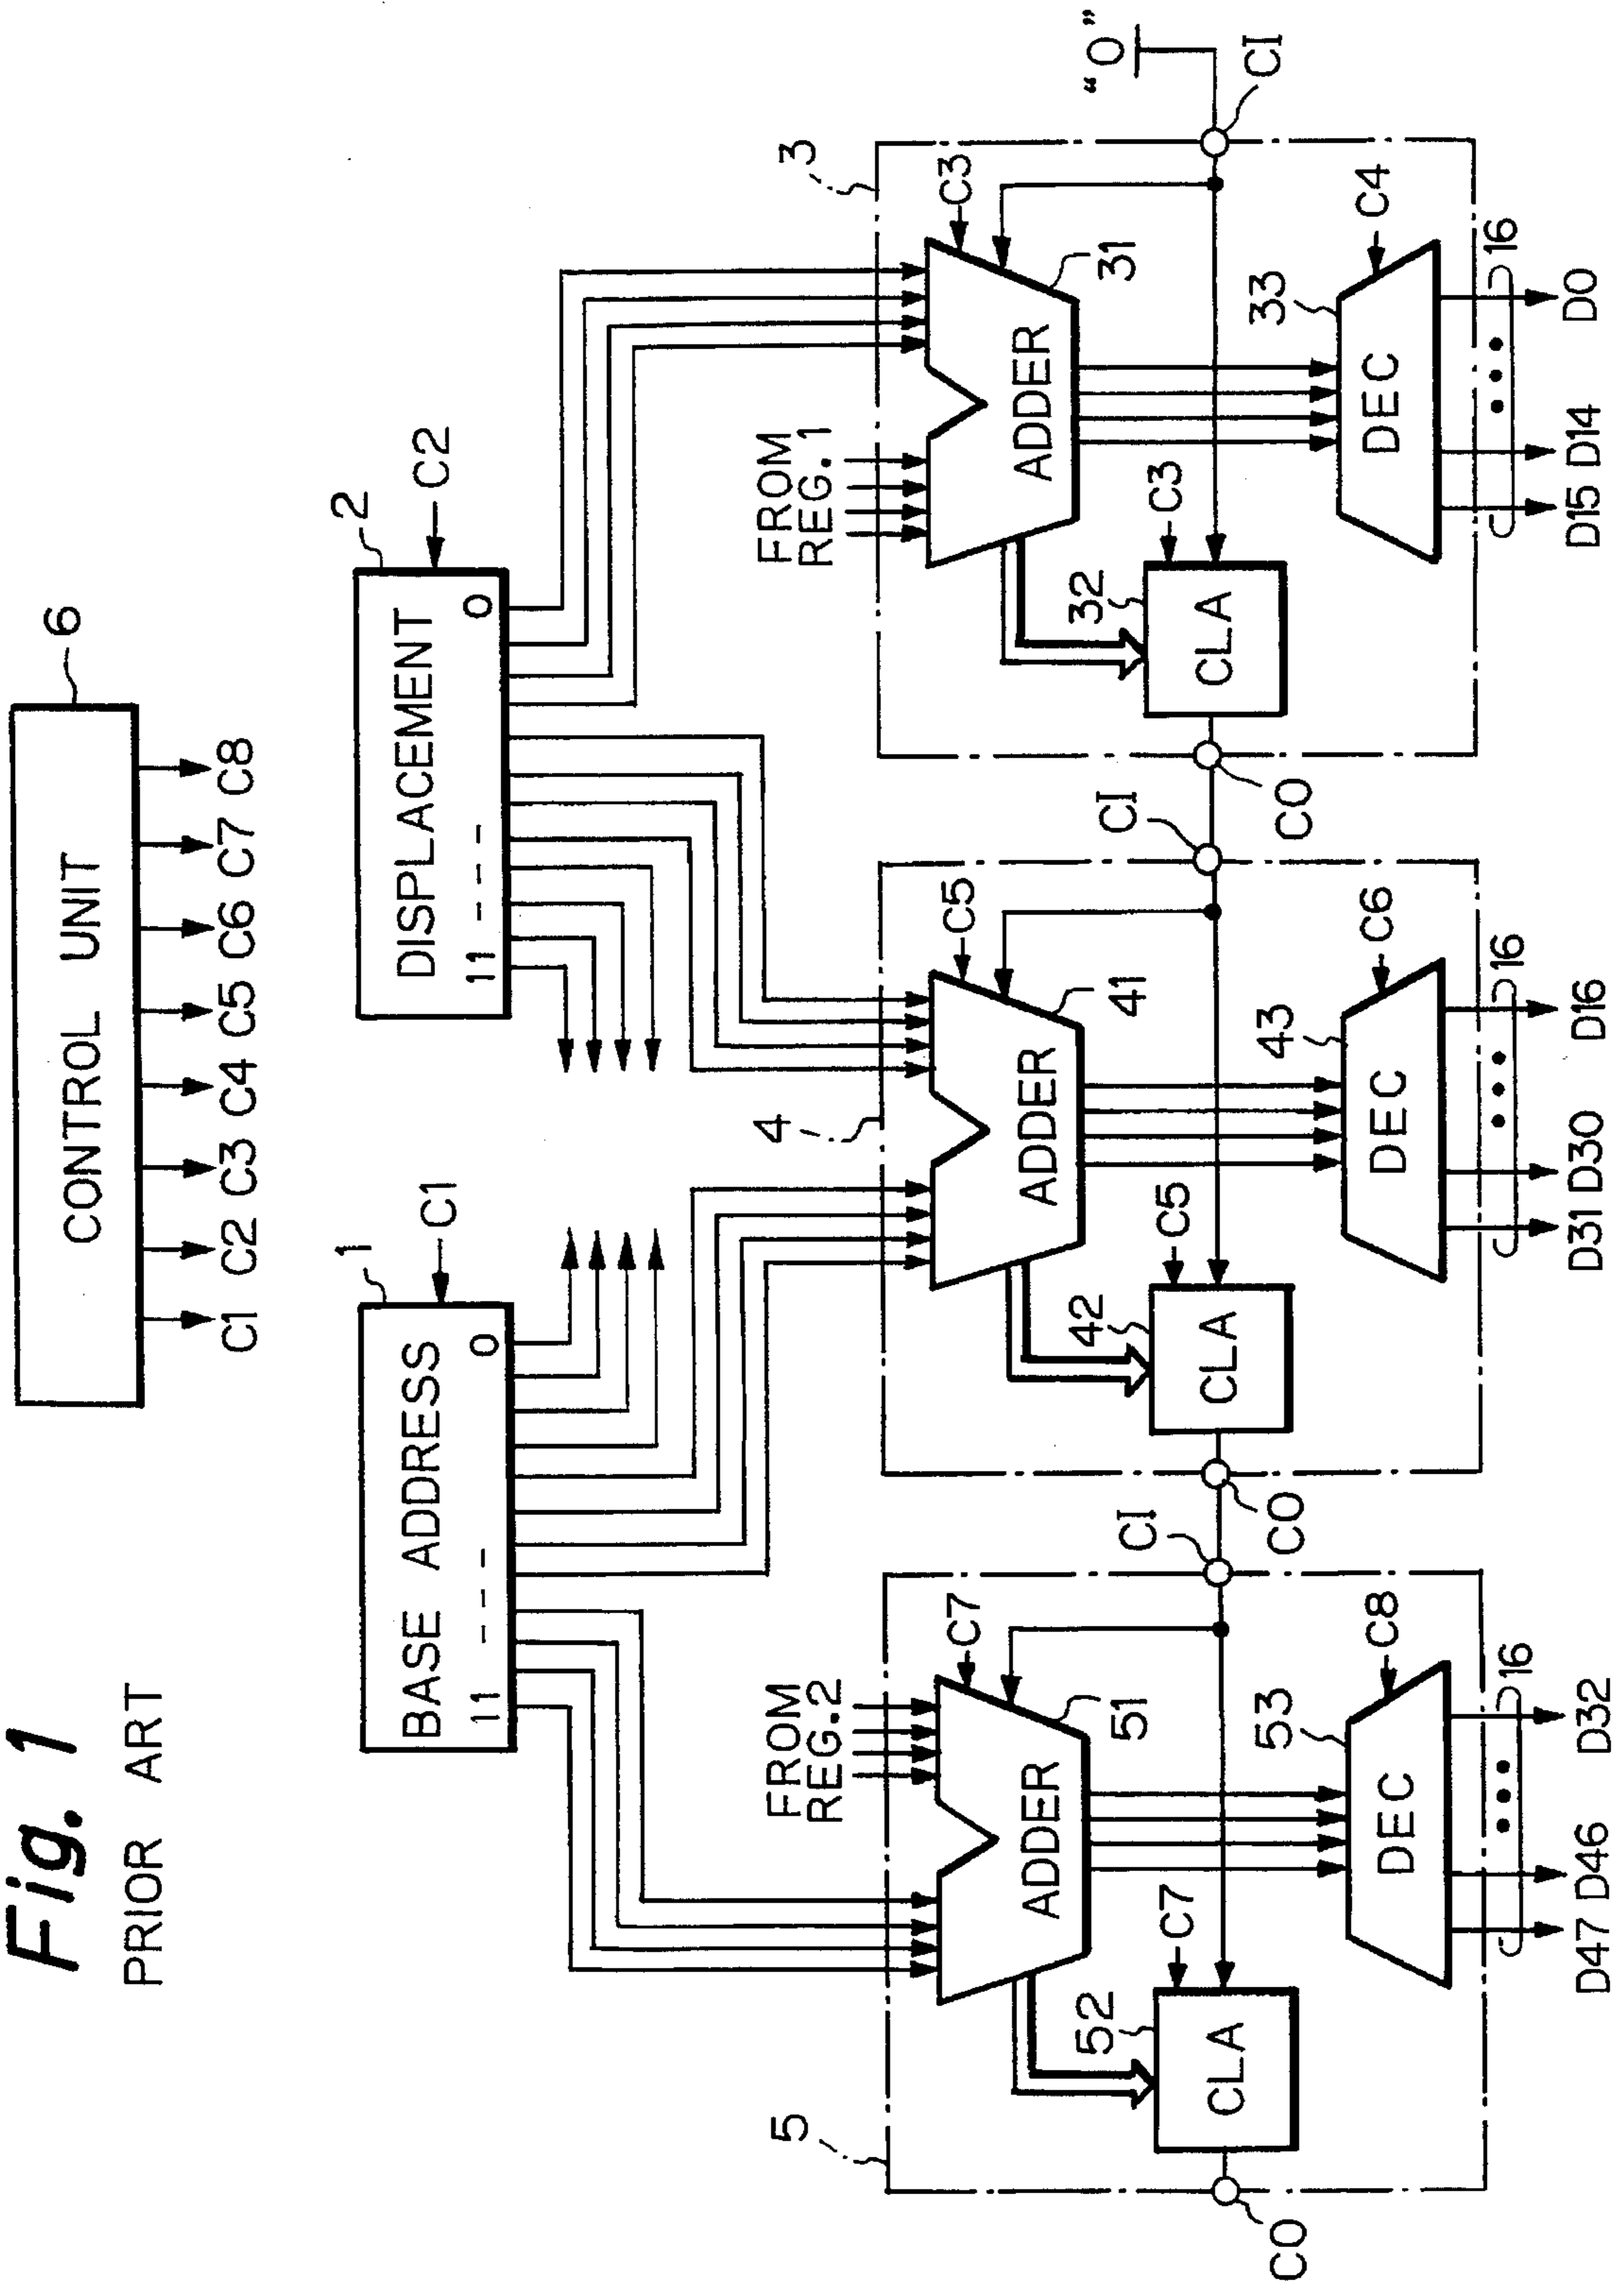 Fig. 1
PRIOR ART
CONTROL UNIT
6
C1 C2 C3 C4 C5 C6 C7 C8
BASE ADDRESS
11 --- 0
1
C1
DISPLACEMENT
11 --- 0
2
C2
5
FROM
REG.2
C7
ADDER
51
CI
C7
52
CLA
CO
C8
53
DEC
16
D47 D46 D32
4
C5
ADDER
41
CI
C5
42
CLA
CO
C6
43
DEC
16
D31 D30 D16
3
FROM
REG.1
C3
ADDER
31
"0"
CI
C3
32
CLA
CO
C4
33
DEC
16
D15 D14 D0